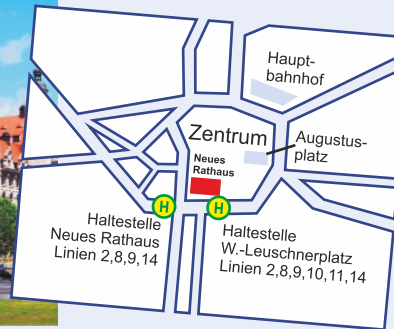 Haupt-
bahnhof
Zentrum
Augustus-
platz
Neues
Rathaus
H
H
Haltestelle
Neues Rathaus
Linien 2,8,9,14
Haltestelle
W.-Leuschnerplatz
Linien 2,8,9,10,11,14